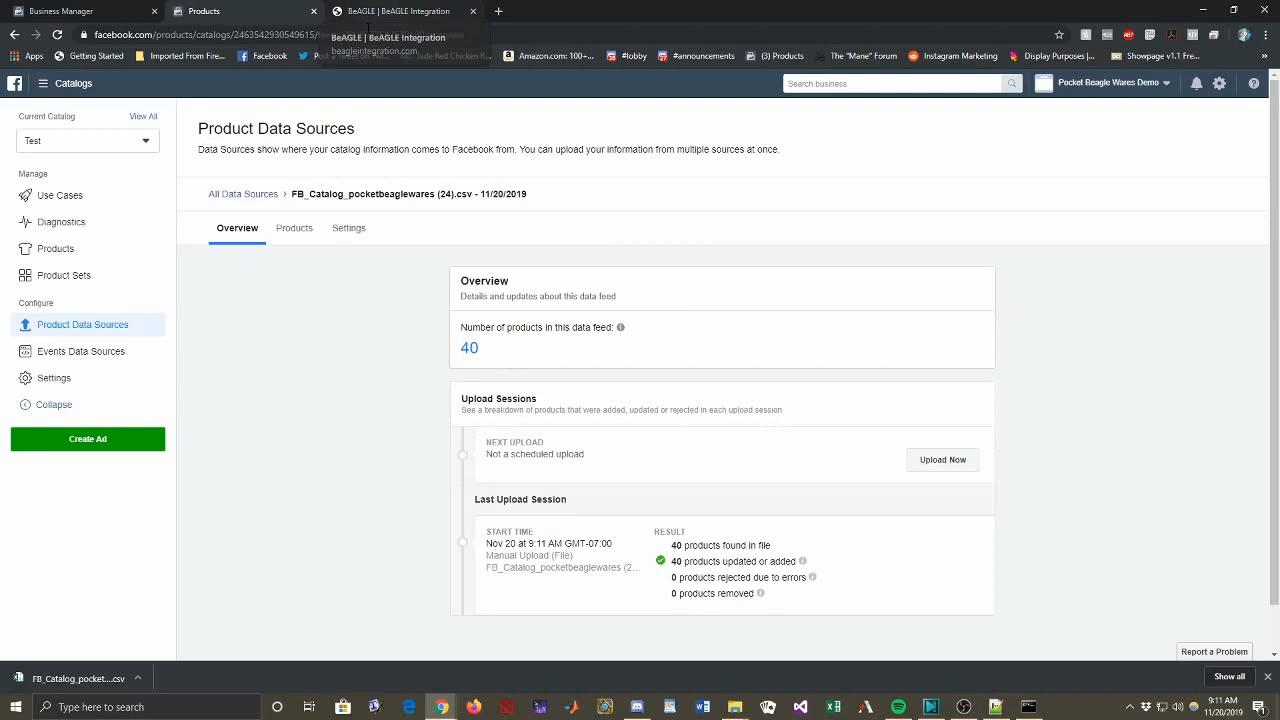 Business Manager
Products
BeAGLE | BeAGLE Integration
facebook.com/products/catalogs/2463542930549615/
BeAGLE | BeAGLE Integration
beagleintegration.com
Apps
Getting Started
Imported From Fire...
Facebook
Jade Red Chicken F...
Amazon.com: 100+...
#lobby
#announcements
(3) Products
The "Mane" Forum
Instagram Marketing
Display Purposes |...
Showpage v1.1 Fre...
Catalogs
Search business
Pocket Beagle Wares Demo
Current Catalog
View All
Test
Manage
Use Cases
Diagnostics
Products
Product Sets
Configure
Product Data Sources
Events Data Sources
Settings
Collapse
Create Ad
Product Data Sources
Data Sources show where your catalog information comes to Facebook from. You can upload your information from multiple sources at once.
All Data Sources › FB_Catalog_pocketbeaglewares (24).csv - 11/20/2019
Overview
Products
Settings
Overview
Details and updates about this data feed
Number of products in this data feed:
40
Upload Sessions
See a breakdown of products that were added, updated or rejected in each upload session
NEXT UPLOAD
Not a scheduled upload
Upload Now
Last Upload Session
START TIME
Nov 20 at 9:11 AM GMT-07:00
Manual Upload (File)
FB_Catalog_pocketbeaglewares (2...
RESULT
40 products found in file
40 products updated or added
0 products rejected due to errors
0 products removed
Report a Problem
FB_Catalog_pocket....csv
Show all
Type here to search
9:11 AM
11/20/2019